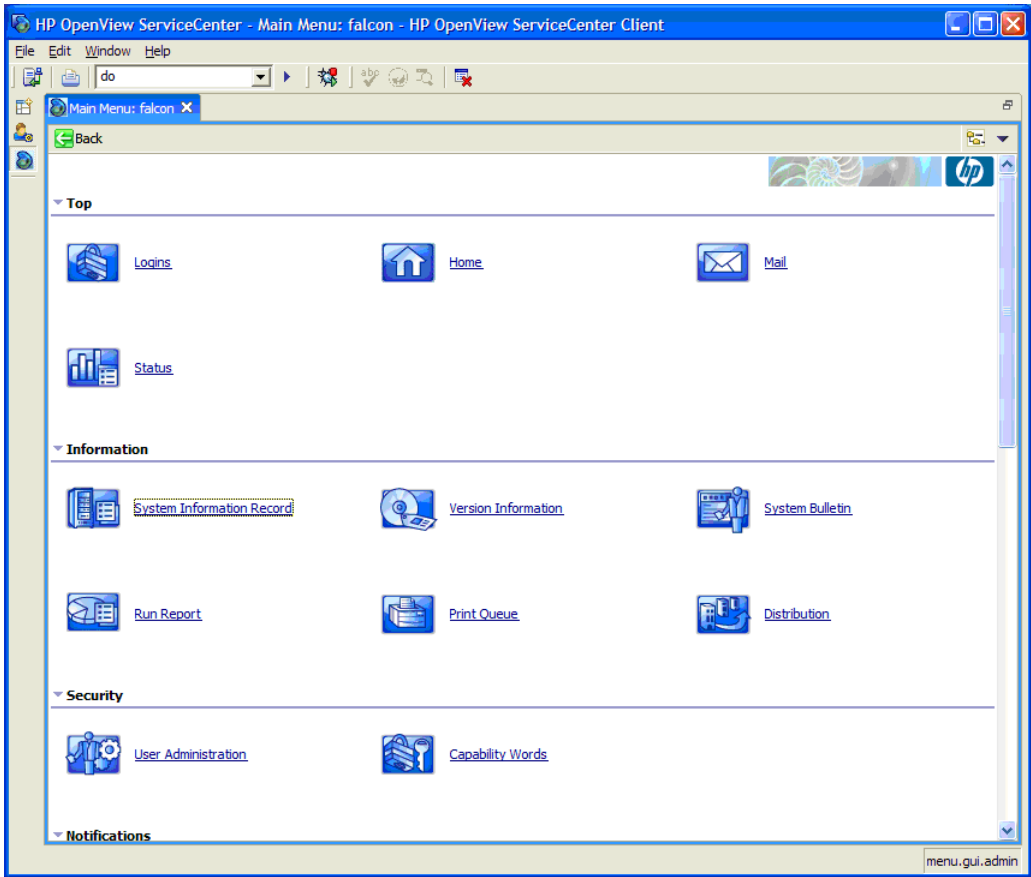 HP OpenView ServiceCenter - Main Menu: falcon - HP OpenView ServiceCenter Client
File Edit Window Help
do
abc
Main Menu: falcon
Back
hp
Top
Logins Home Mail
Status
Information
System Information Record Version Information System Bulletin
Run Report Print Queue Distribution
Security
User Administration Capability Words
Notifications
menu.gui.admin